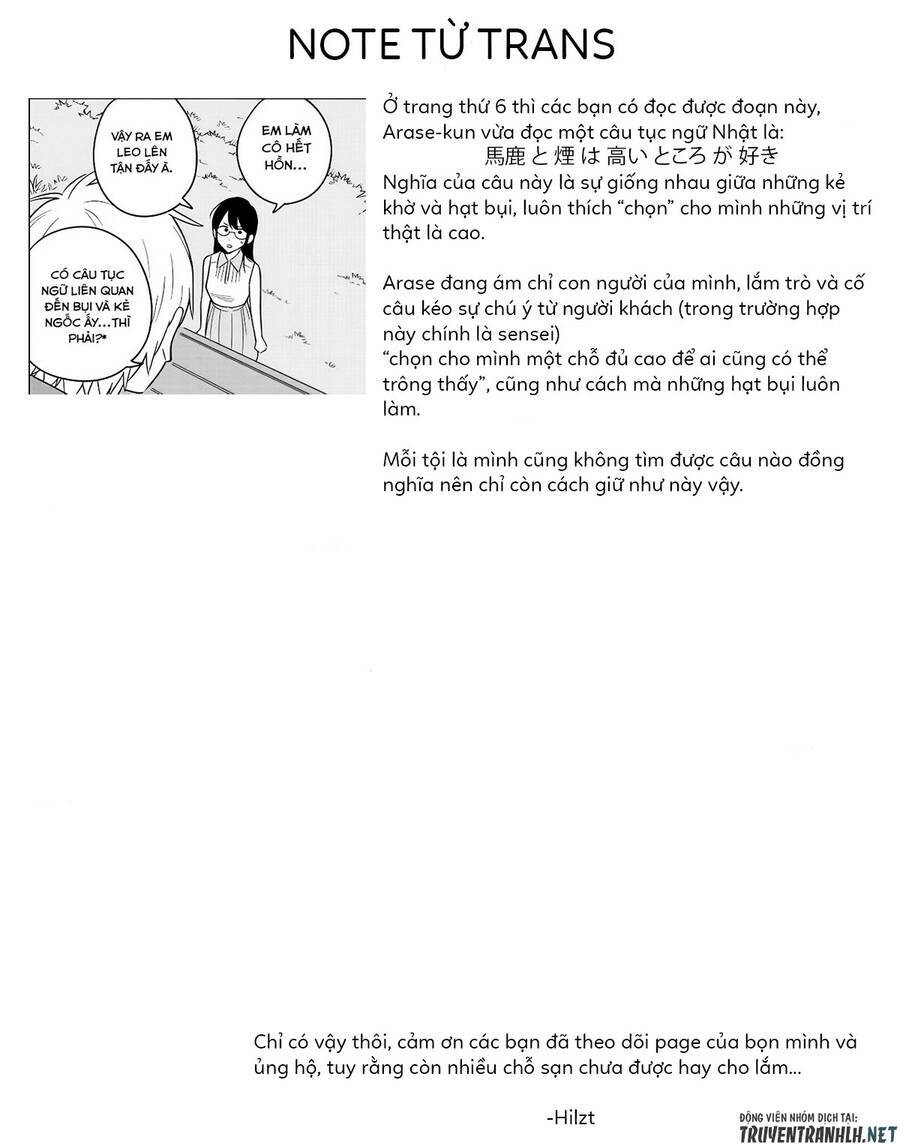 NOTE TỪ TRANS
EM LÀM
CÔ HẾT
HỒN...
VẬY RA EM
LEO LÊN
TẬN ĐẤY À.
CÓ CÂU TỤC
NGỮ LIÊN QUAN
ĐẾN BỤI VÀ KẺ
NGỐC ẤY...THÌ
PHẢI?*
Ở trang thứ 6 thì các bạn có đọc được đoạn này,
Arase-kun vừa đọc một câu tục ngữ Nhật là:
馬鹿 と 煙 は 高い ところ が 好き
Nghĩa của câu này là sự giống nhau giữa những kẻ
khờ và hạt bụi, luôn thích “chọn” cho mình những vị trí
thật là cao.
Arase đang ám chỉ con người của mình, lắm trò và cố
câu kéo sự chú ý từ người khách (trong trường hợp
này chính là sensei)
“chọn cho mình một chỗ đủ cao để ai cũng có thể
trông thấy”, cũng như cách mà những hạt bụi luôn
làm.
Mỗi tội là mình cũng không tìm được câu nào đồng
nghĩa nên chỉ còn cách giữ như này vậy.
Chỉ có vậy thôi, cảm ơn các bạn đã theo dõi page của bọn mình và
ủng hộ, tuy rằng còn nhiều chỗ sạn chưa được hay cho lắm...
-Hilzt
ĐỘNG VIÊN NHÓM DỊCH TẠI:
TRUYENTRANHLH.NET